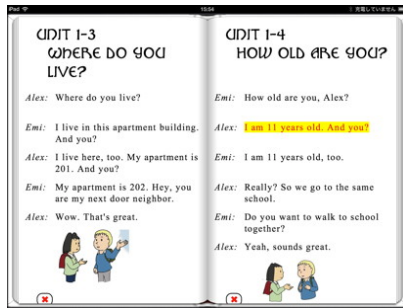 iPad
15:54
充電していません
UNIT 1-3
WHERE DO YOU
LIVE?
Alex: Where do you live?
Emi: I live in this apartment building.
And you?
Alex: I live here, too. My apartment is
201. And you?
Emi: My apartment is 202. Hey, you
are my next door neighbor.
Alex: Wow. That's great.
UNIT 1-4
HOW OLD ARE YOU?
Emi: How old are you, Alex?
Alex: I am 11 years old. And you?
Emi: I am 11 years old, too.
Alex: Really? So we go to the same
school.
Emi: Do you want to walk to school
together?
Alex: Yeah, sounds great.